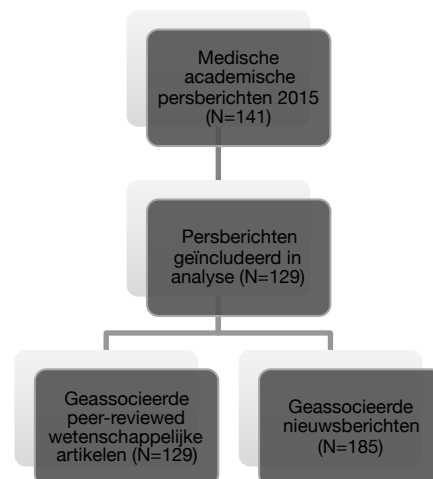 Medische
academische
persberichten 2015
(N=141)
Persberichten
geïncludeerd in
analyse (N=129)
Geassocieerde
peer-reviewed
wetenschappelijke
artikelen (N=129)
Geassocieerde
nieuwsberichten
(N=185)